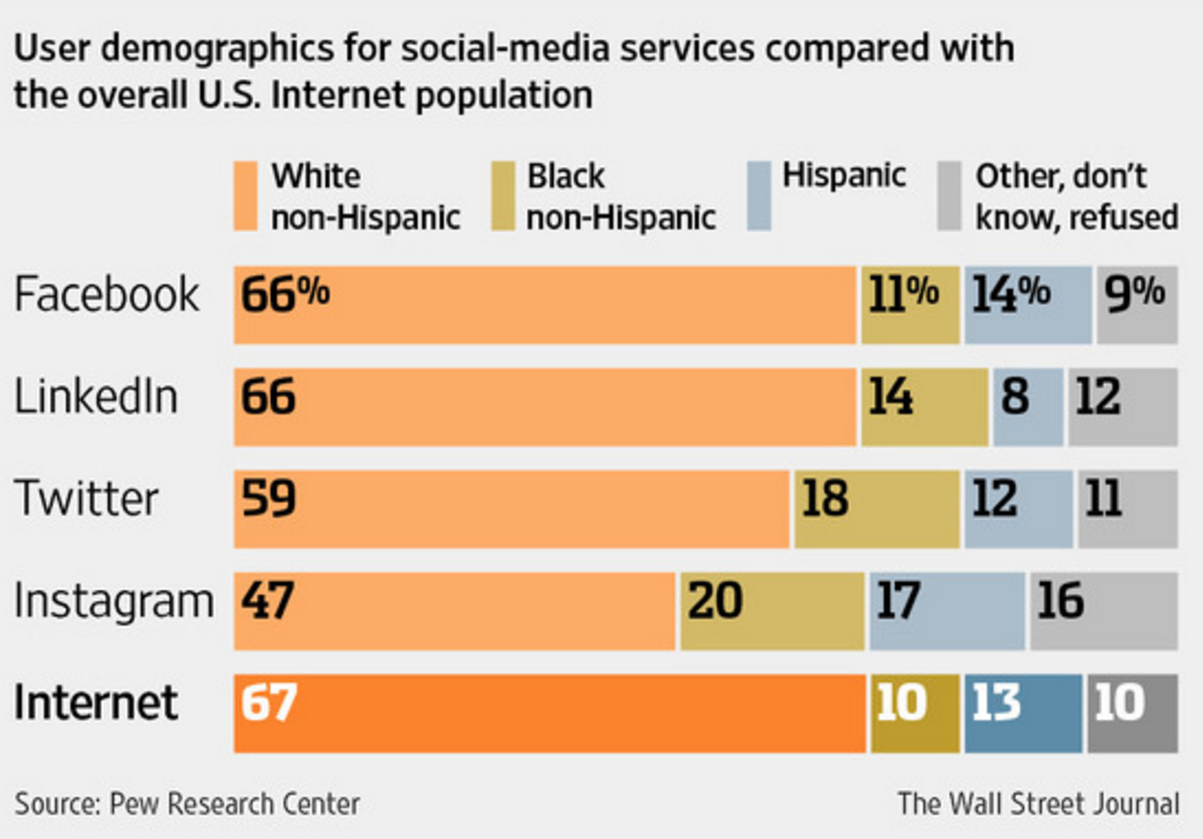 User demographics for social-media services compared with
the overall U.S. Internet population
White
non-Hispanic
Black
non-Hispanic
Hispanic
Other, don't
know, refused
Facebook 66% 11% 14% 9%
LinkedIn 66 14 8 12
Twitter 59 18 12 11
Instagram 47 20 17 16
Internet 67 10 13 10
Source: Pew Research Center
The Wall Street Journal